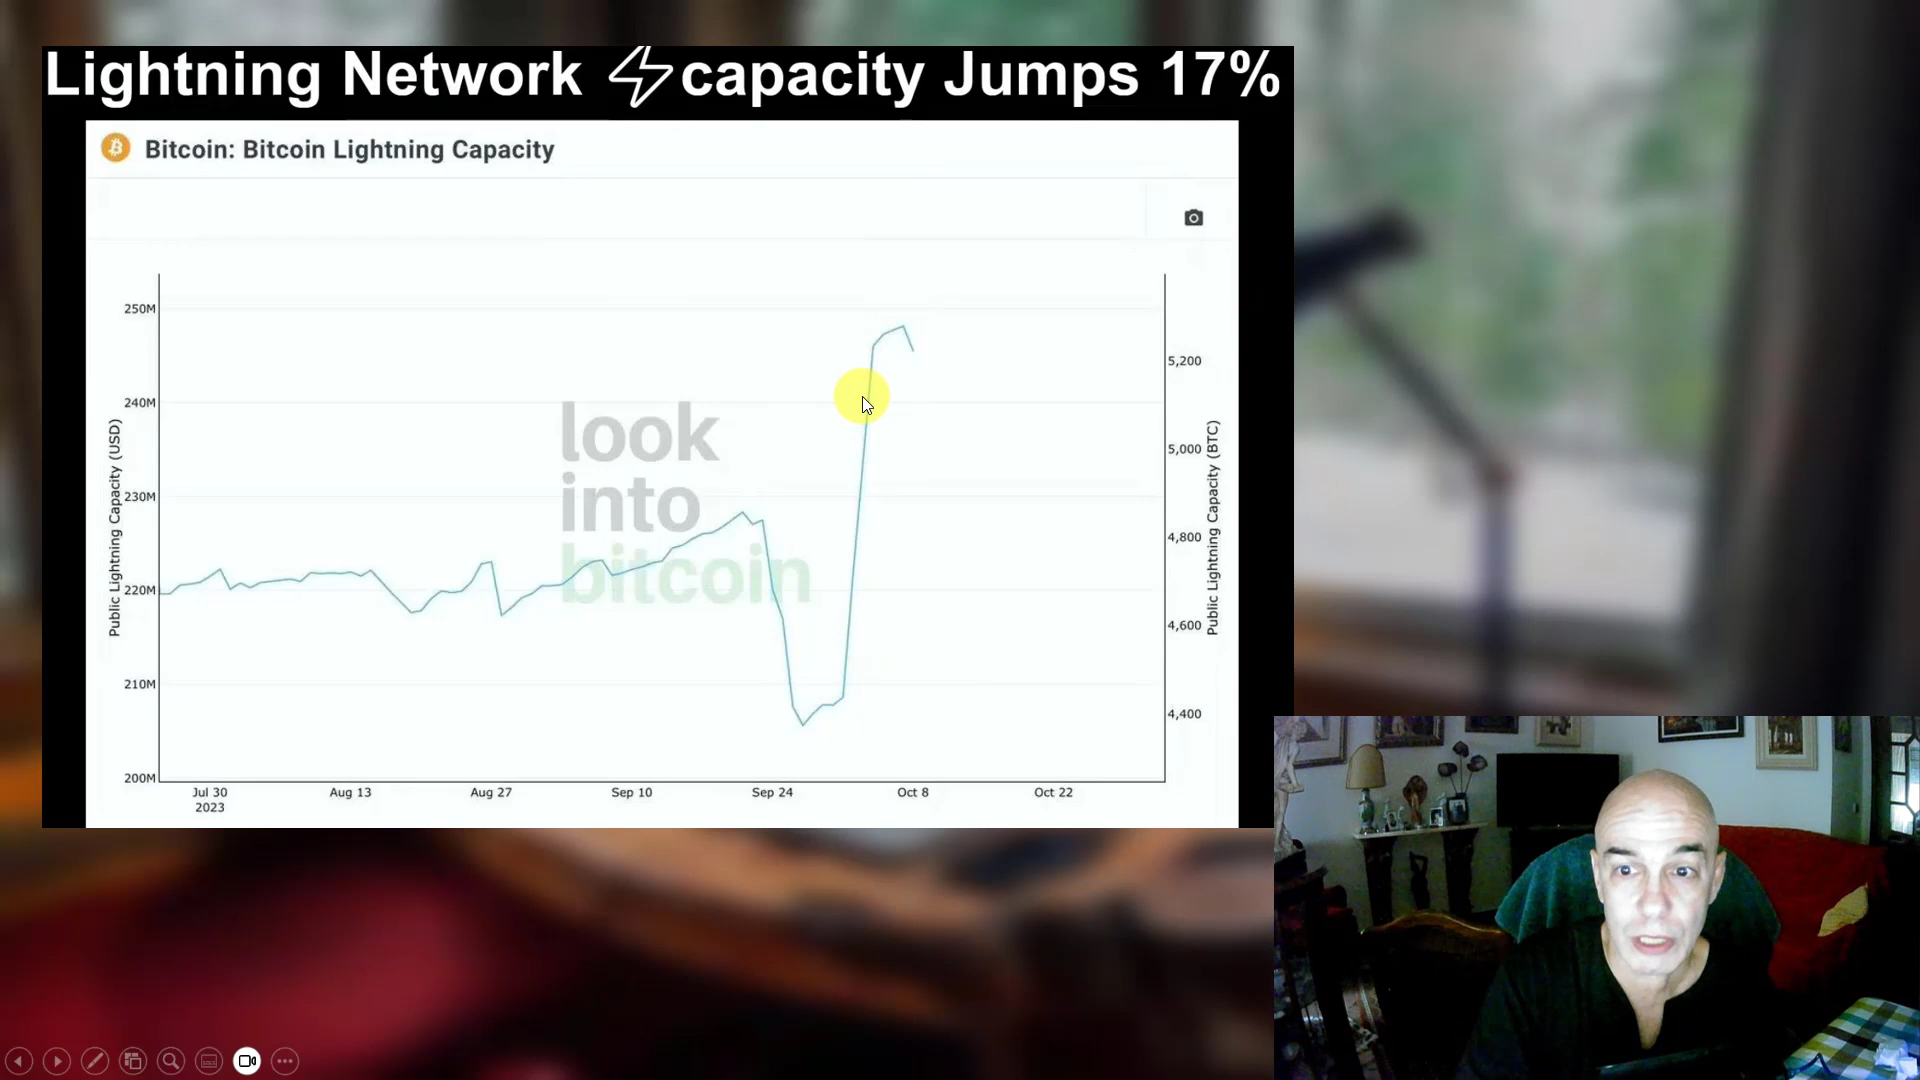 Lightning Network ⚡capacity Jumps 17%
Bitcoin: Bitcoin Lightning Capacity
250M
240M
230M
220M
210M
200M
Public Lightning Capacity (USD)
look
into
bitcoin
5,200
5,000
4,800
4,600
4,400
Public Lightning Capacity (BTC)
Jul 30
2023
Aug 13
Aug 27
Sep 10
Sep 24
Oct 8
Oct 22